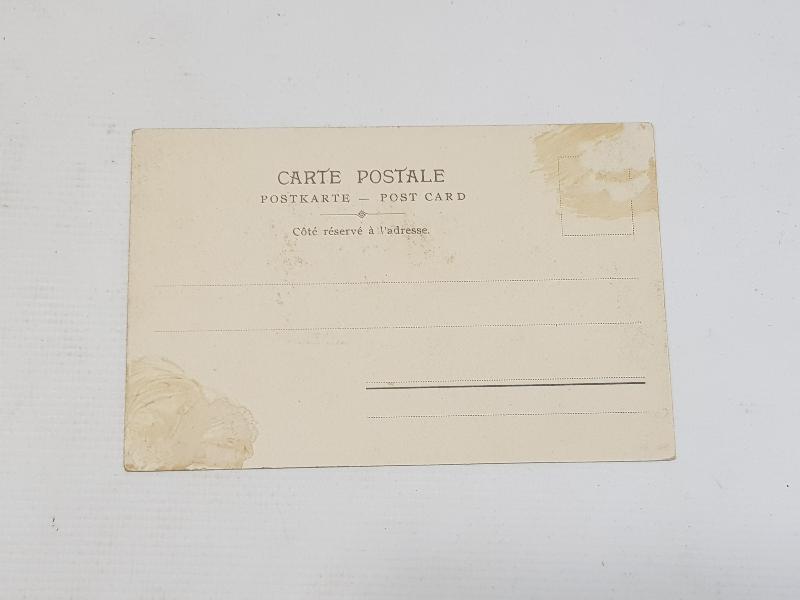 CARTE POSTALE
POSTKARTE — POST CARD
Côté réservé à l'adresse.